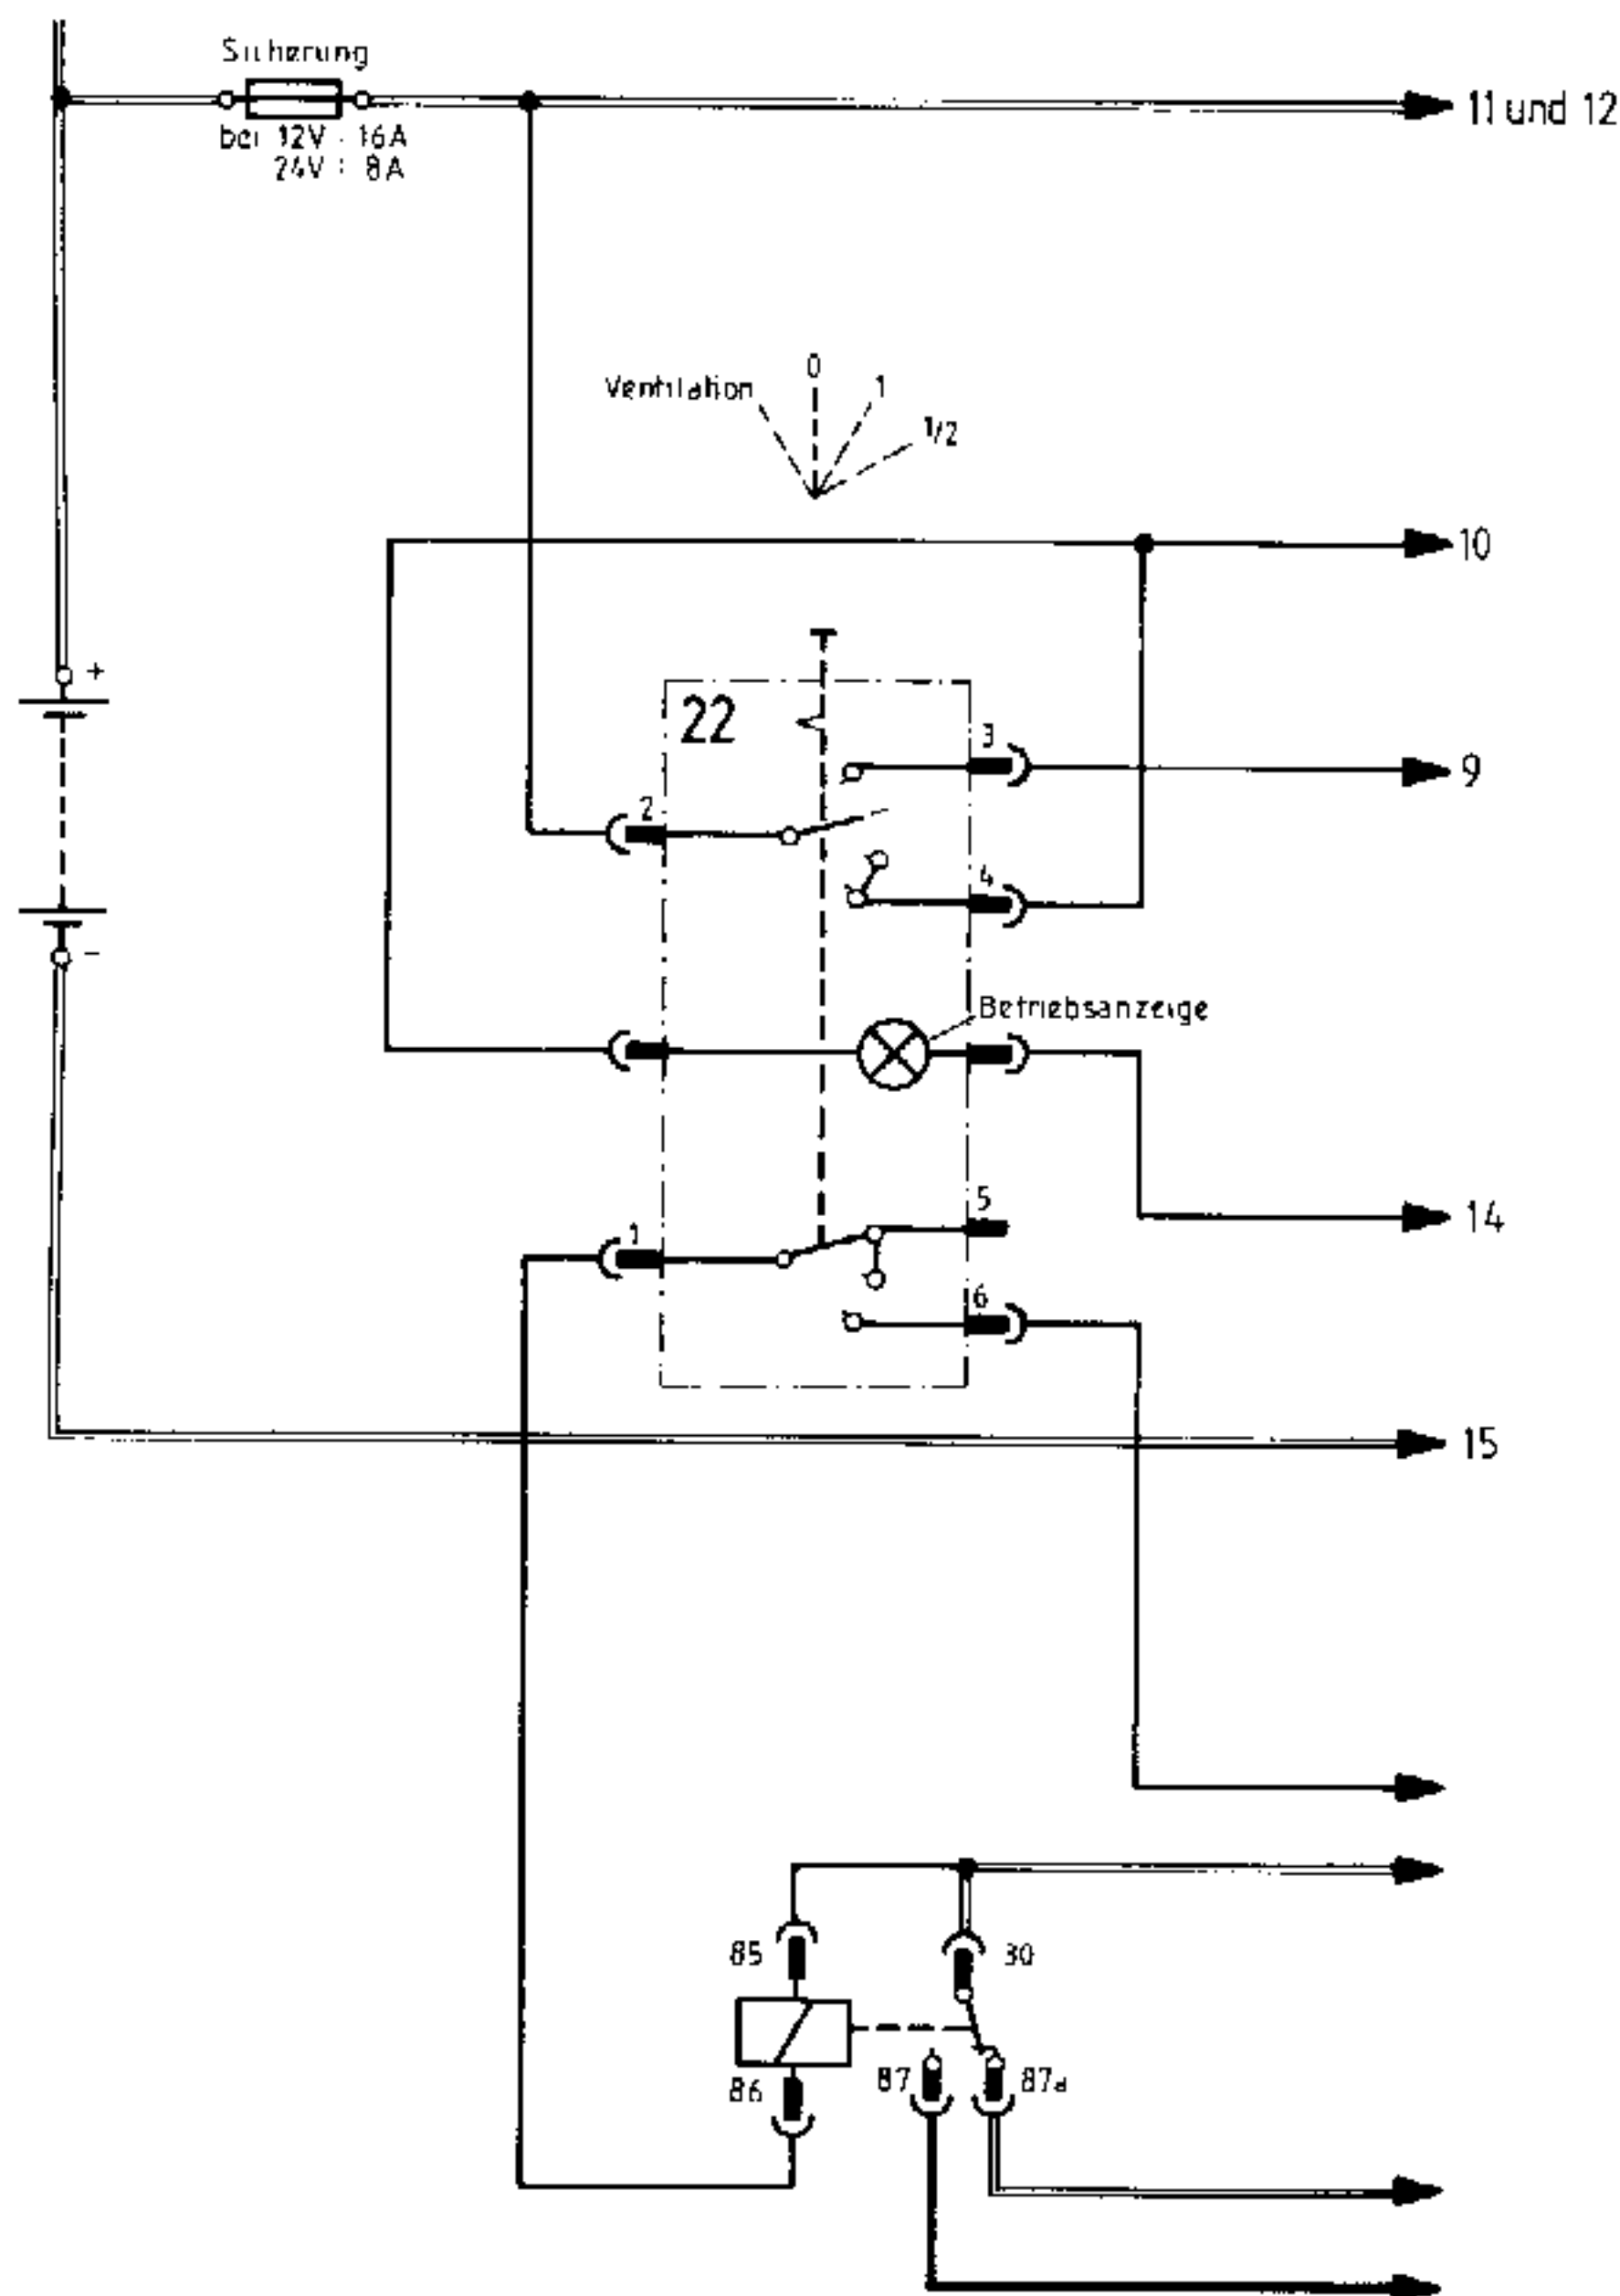 Sicherung
11 und 12
bei 12V - 16A
24V : 8A
0
Ventilation
1
1/2
10
+
22
3
9
2
4
-
Betriebsanzeige
5
14
1
6
15
85
30
86
87
87a